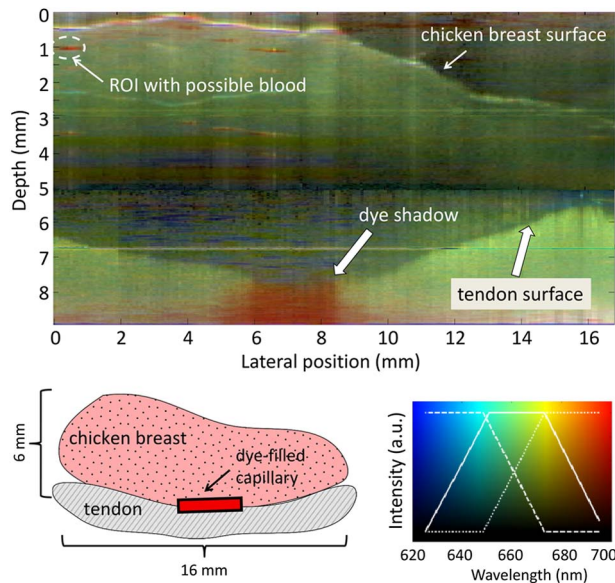 chicken breast surface
ROI with possible blood
Depth (mm)
0
1
2
3
4
5
6
7
8
dye shadow
tendon surface
0 2 4 6 8 10 12 14 16
Lateral position (mm)
6 mm
chicken breast
dye-filled
capillary
tendon
16 mm
Intensity (a.u.)
620 640 660 680 700
Wavelength (nm)